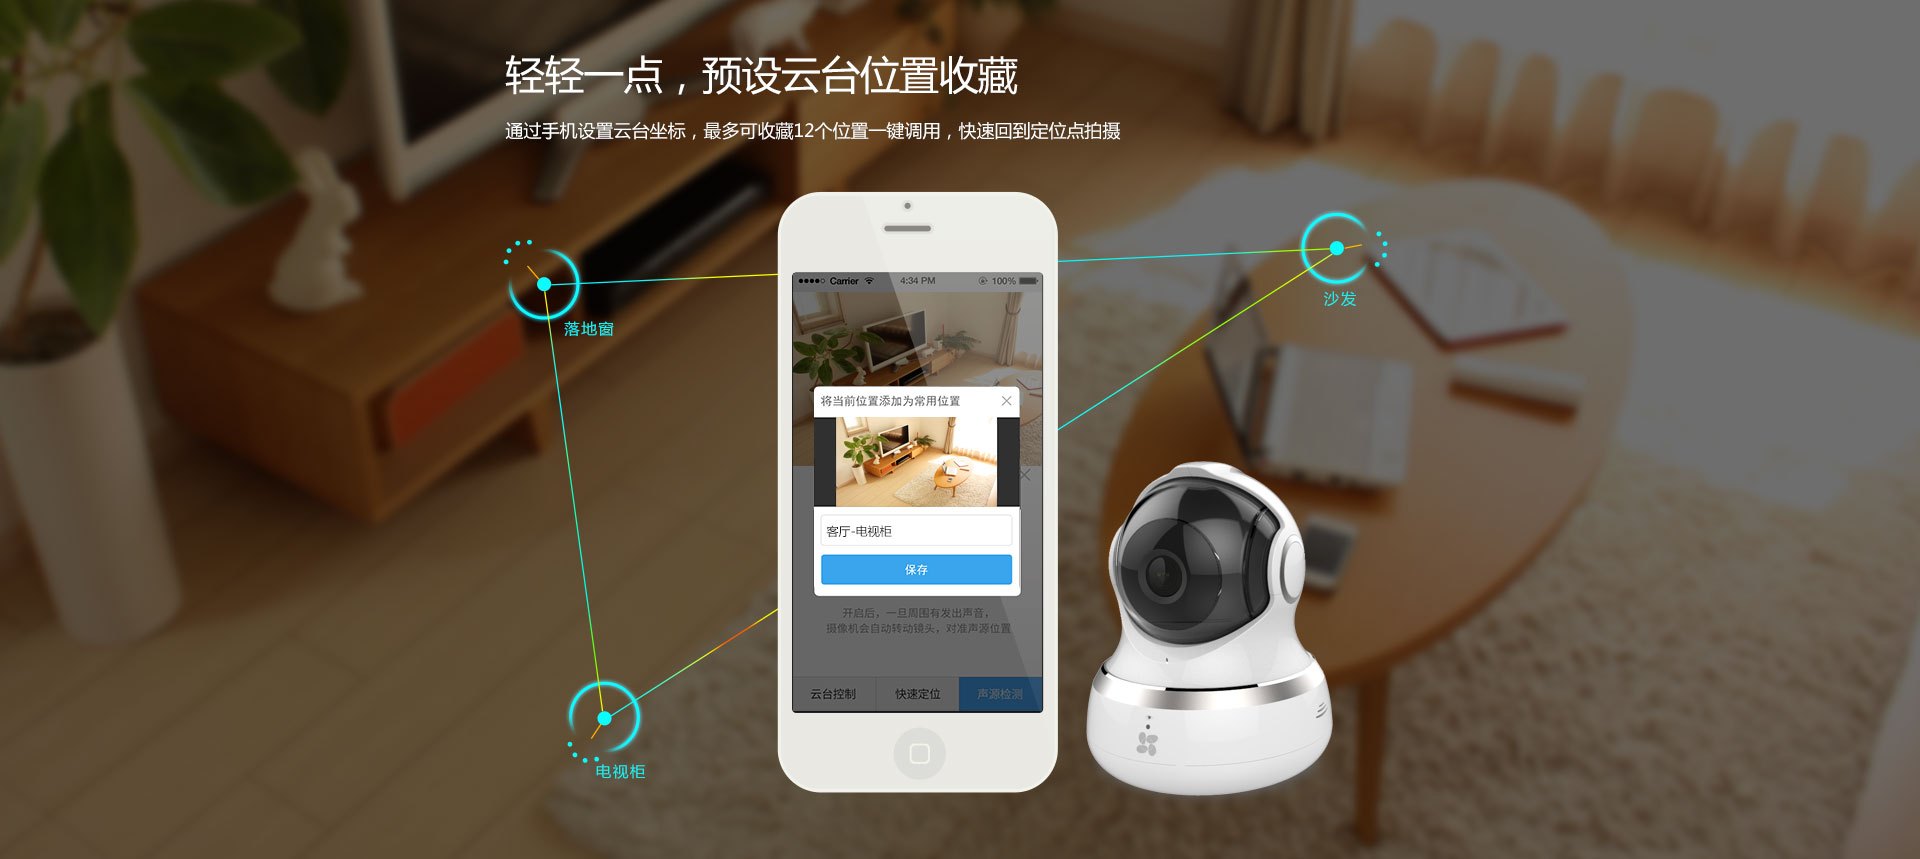 轻轻一点，预设云台位置收藏
通过手机设置云台坐标，最多可收藏12个位置一键调用，快速回到定位点拍摄
落地窗
沙发
电视柜
Carrier 4:34 PM 100%
将当前位置添加为常用位置
客厅-电视柜
保存
开启后，一旦周围有发出声音，
摄像机会自动转动镜头，对准声源位置
云台控制 快速定位 声源检测